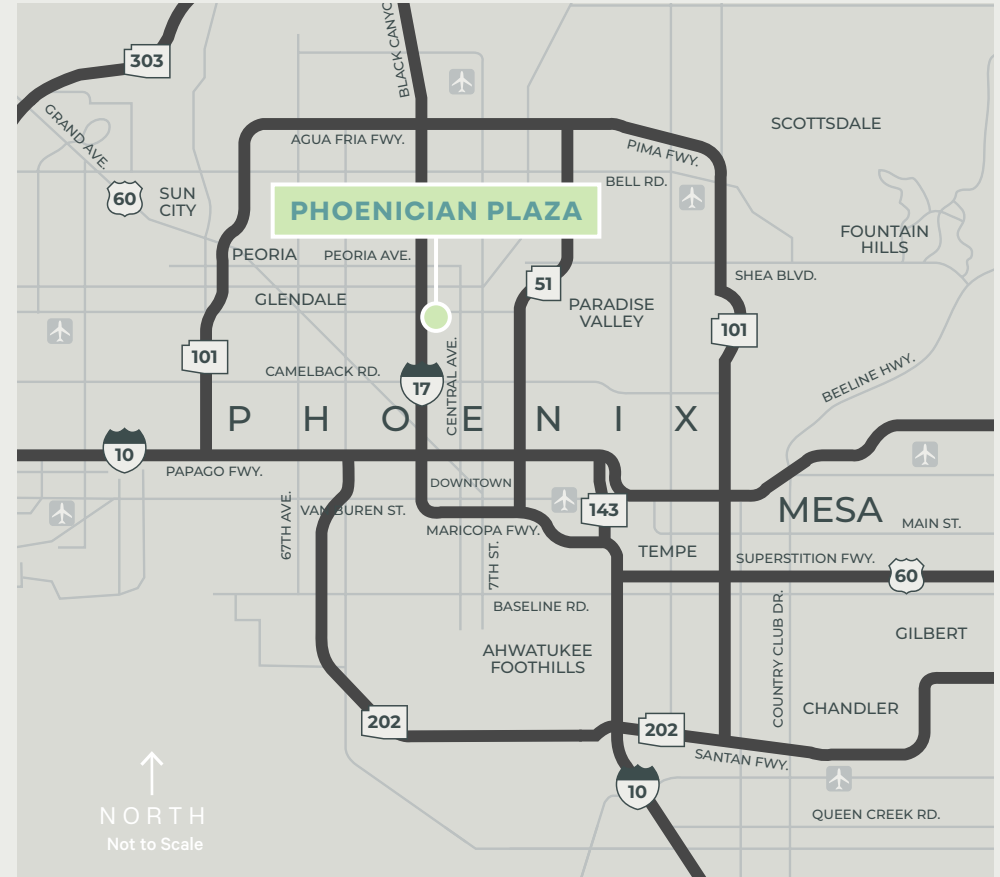 BLACK CANYO
303
GRAND AVE.
SCOTTSDALE
AGUA FRIA FWY.
PIMA FWY.
BELL RD.
60
SUN
CITY
PHOENICIAN PLAZA
FOUNTAIN
HILLS
PEORIA
PEORIA AVE.
SHEA BLVD.
51
GLENDALE
PARADISE
VALLEY
101
101
CAMELBACK RD.
17
CENTRAL AVE.
BEELINE HWY.
PHOENIX
10
PAPAGO FWY.
DOWNTOWN
67TH AVE.
VAN BUREN ST.
143
MESA
MAIN ST.
MARICOPA FWY.
7TH ST.
TEMPE
SUPERSTITION FWY.
60
BASELINE RD.
COUNTRY CLUB DR.
GILBERT
AHWATUKEE
FOOTHILLS
CHANDLER
202
202
SANTAN FWY.
10
QUEEN CREEK RD.
NORTH
Not to Scale